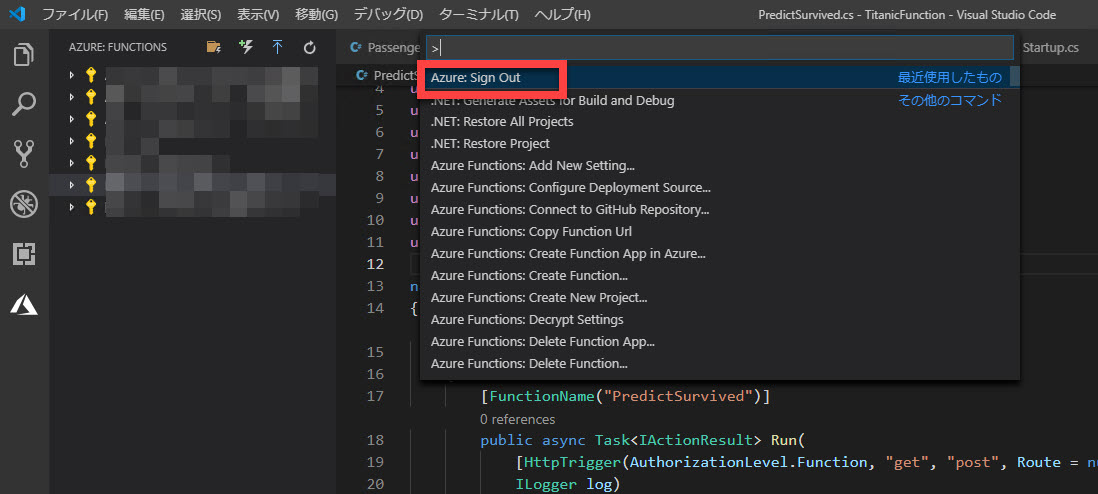 ファイル(F) 編集(E) 選択(S) 表示(V) 移動(G) デバッグ(D) ターミナル(T) ヘルプ(H) PredictSurvived.cs - TitanicFunction - Visual Studio Code
AZURE: FUNCTIONS
Passenge
>
Startup.cs
PredictS
Azure: Sign Out 最近使用したもの
.NET: Generate Assets for Build and Debug その他のコマンド
.NET: Restore All Projects
.NET: Restore Project
Azure Functions: Add New Setting...
Azure Functions: Configure Deployment Source...
Azure Functions: Connect to GitHub Repository...
Azure Functions: Copy Function Url
Azure Functions: Create Function App in Azure...
Azure Functions: Create Function...
Azure Functions: Create New Project...
Azure Functions: Decrypt Settings
Azure Functions: Delete Function App...
Azure Functions: Delete Function...
4 u
5 u
6 u
7 u
8 u
9 u
10 u
11 u
12
13 n
14 {
15
16
17 [FunctionName("PredictSurvived")]
0 references
18 public async Task<IActionResult> Run(
19 [HttpTrigger(AuthorizationLevel.Function, "get", "post", Route = nu
20 ILogger log)